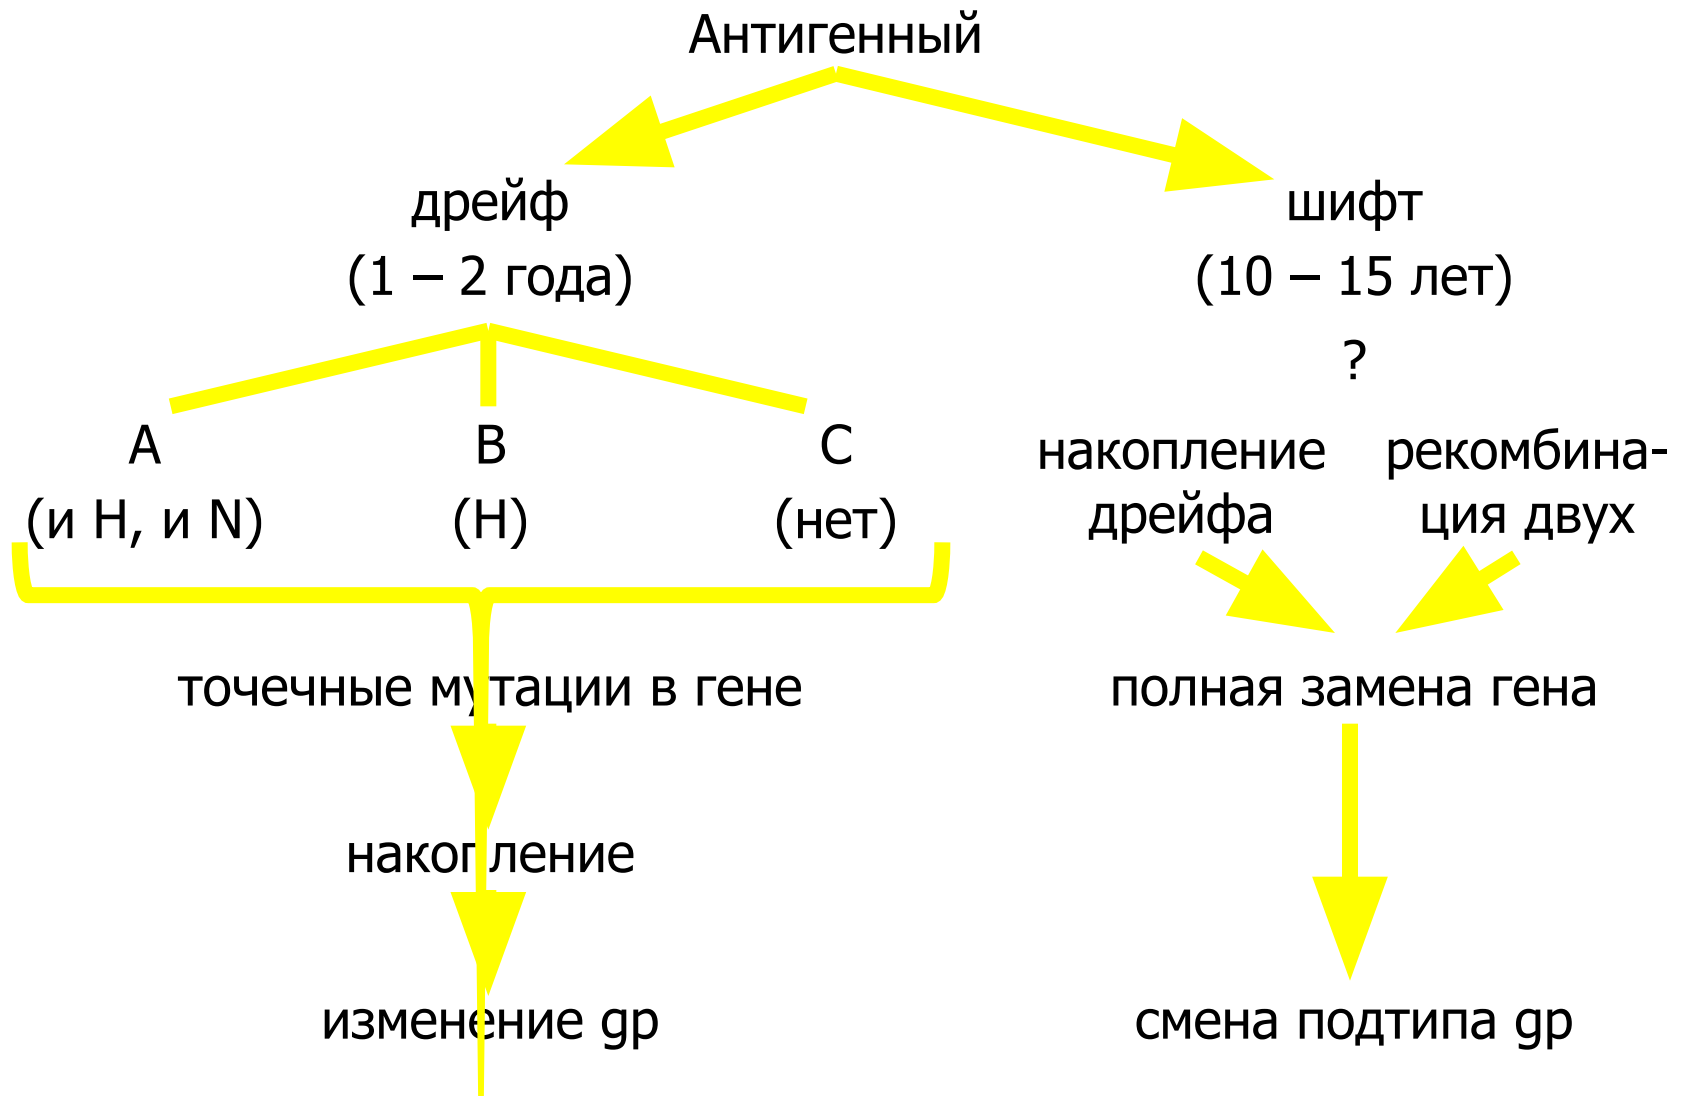 Антигенный
дрейф
(1 – 2 года)
А
(и H, и N)
В
(H)
С
(нет)
точечные мутации в гене
накопление
изменение gp
шифт
(10 – 15 лет)
?
накопление
дрейфа
рекомбина-
ция двух
полная замена гена
смена подтипа gp